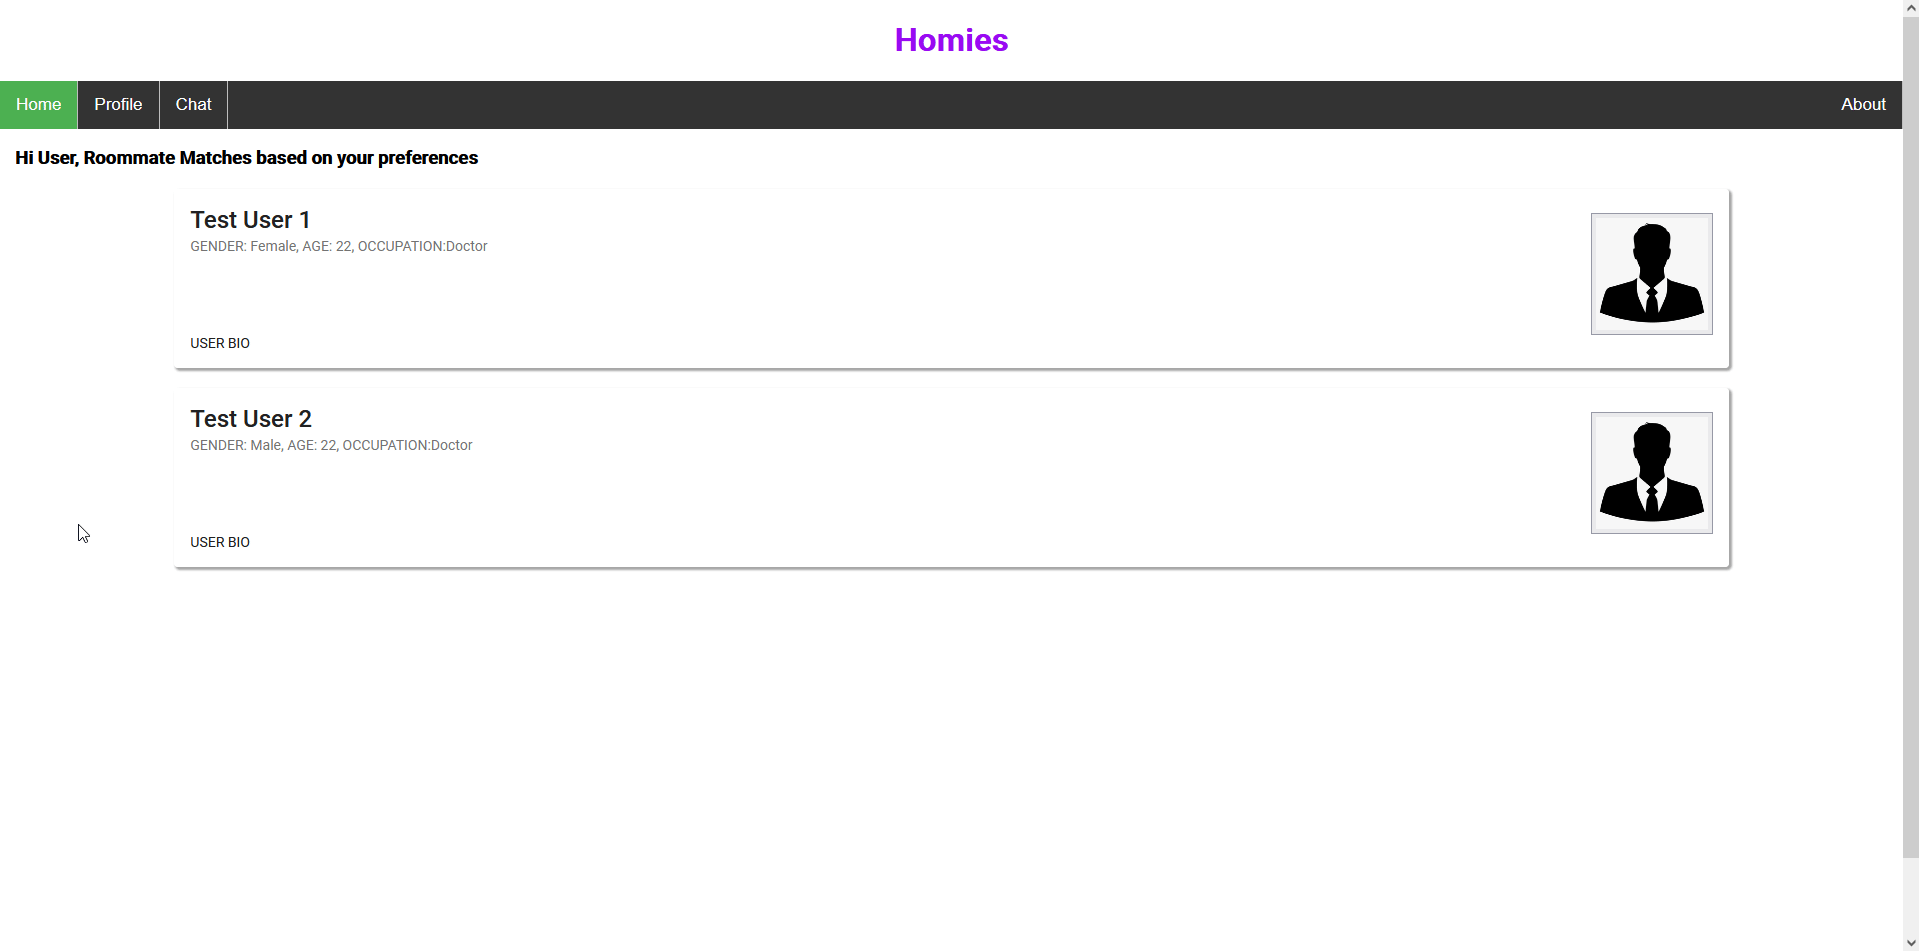 Homies
Home Profile Chat About
Hi User, Roommate Matches based on your preferences
Test User 1
GENDER: Female, AGE: 22, OCCUPATION:Doctor
USER BIO
Test User 2
GENDER: Male, AGE: 22, OCCUPATION:Doctor
USER BIO